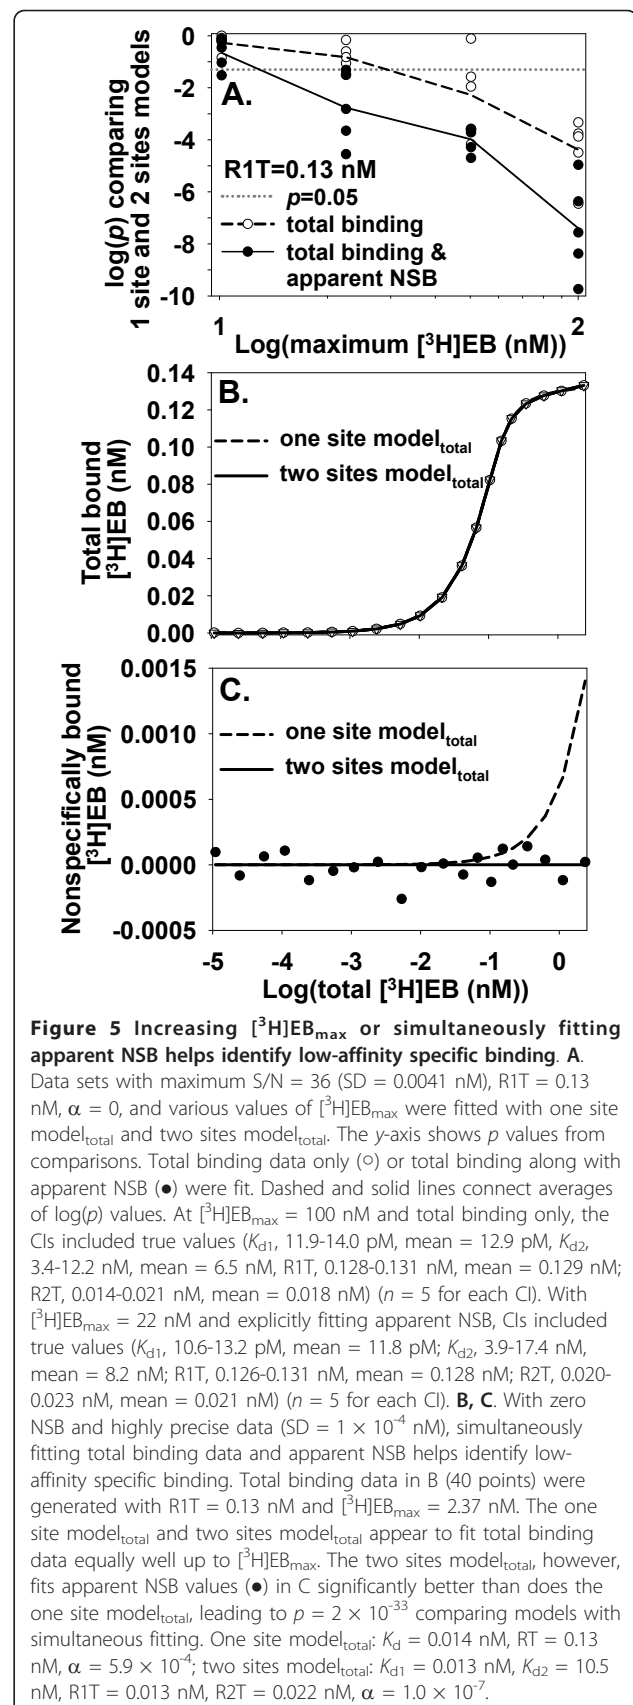 0
-2
-4
-6
-8
-10
log(p) comparing
1 site and 2 sites models
A.
R1T=0.13 nM
p=0.05
total binding
total binding &
apparent NSB
1
2
Log(maximum [³H]EB (nM))
0.14
0.12
0.10
0.08
0.06
0.04
0.02
0.00
Total bound
[³H]EB (nM)
B.
one site model_total
two sites model_total
0.0015
0.0010
0.0005
0.0000
-0.0005
Nonspecifically bound
[³H]EB (nM)
C.
one site model_total
two sites model_total
-5 -4 -3 -2 -1 0
Log(total [³H]EB (nM))
Figure 5 Increasing [³H]EB_max or simultaneously fitting
apparent NSB helps identify low-affinity specific binding. A.
Data sets with maximum S/N = 36 (SD = 0.0041 nM), R1T = 0.13
nM, α = 0, and various values of [³H]EB_max were fitted with one site
model_total and two sites model_total. The y-axis shows p values from
comparisons. Total binding data only (○) or total binding along with
apparent NSB (●) were fit. Dashed and solid lines connect averages
of log(p) values. At [³H]EB_max = 100 nM and total binding only, the
CIs included true values (K_d1, 11.9-14.0 pM, mean = 12.9 pM, K_d2,
3.4-12.2 nM, mean = 6.5 nM, R1T, 0.128-0.131 nM, mean = 0.129 nM;
R2T, 0.014-0.021 nM, mean = 0.018 nM) (n = 5 for each CI). With
[³H]EB_max = 22 nM and explicitly fitting apparent NSB, CIs included
true values (K_d1, 10.6-13.2 pM, mean = 11.8 pM; K_d2, 3.9-17.4 nM,
mean = 8.2 nM; R1T, 0.126-0.131 nM, mean = 0.128 nM; R2T, 0.020-
0.023 nM, mean = 0.021 nM) (n = 5 for each CI). B, C. With zero
NSB and highly precise data (SD = 1 × 10⁻⁴ nM), simultaneously
fitting total binding data and apparent NSB helps identify low-
affinity specific binding. Total binding data in B (40 points) were
generated with R1T = 0.13 nM and [³H]EB_max = 2.37 nM. The one
site model_total and two sites model_total appear to fit total binding
data equally well up to [³H]EB_max. The two sites model_total, however,
fits apparent NSB values (●) in C significantly better than does the
one site model_total, leading to p = 2 × 10⁻³³ comparing models with
simultaneous fitting. One site model_total: K_d = 0.014 nM, RT = 0.13
nM, α = 5.9 × 10⁻⁴; two sites model_total: K_d1 = 0.013 nM, K_d2 = 10.5
nM, R1T = 0.013 nM, R2T = 0.022 nM, α = 1.0 × 10⁻⁷.